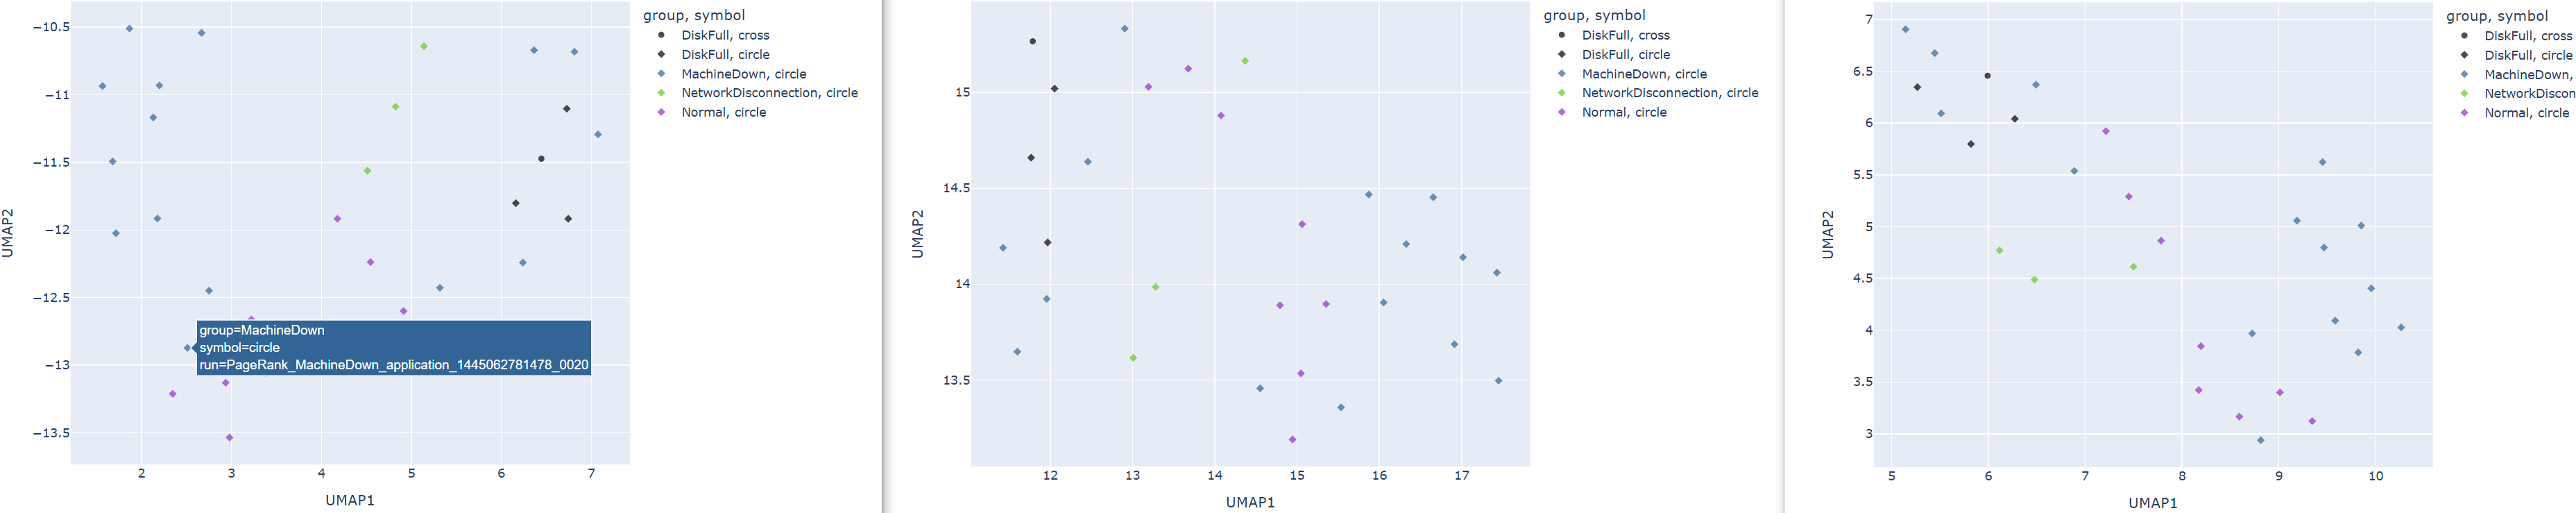 group, symbol
DiskFull, cross
DiskFull, circle
MachineDown, circle
NetworkDisconnection, circle
Normal, circle
−10.5
−11
−11.5
−12
−12.5
−13
−13.5
UMAP2
group=MachineDown
symbol=circle
run=PageRank_MachineDown_application_1445062781478_0020
2
3
4
5
6
7
UMAP1
group, symbol
DiskFull, cross
DiskFull, circle
MachineDown, circle
NetworkDisconnection, circle
Normal, circle
15
14.5
14
13.5
UMAP2
12
13
14
15
16
17
UMAP1
group, symbol
DiskFull, cross
DiskFull, circle
MachineDown,
NetworkDiscon
Normal, circle
7
6.5
6
5.5
5
4.5
4
3.5
3
UMAP2
5
6
7
8
9
10
UMAP1